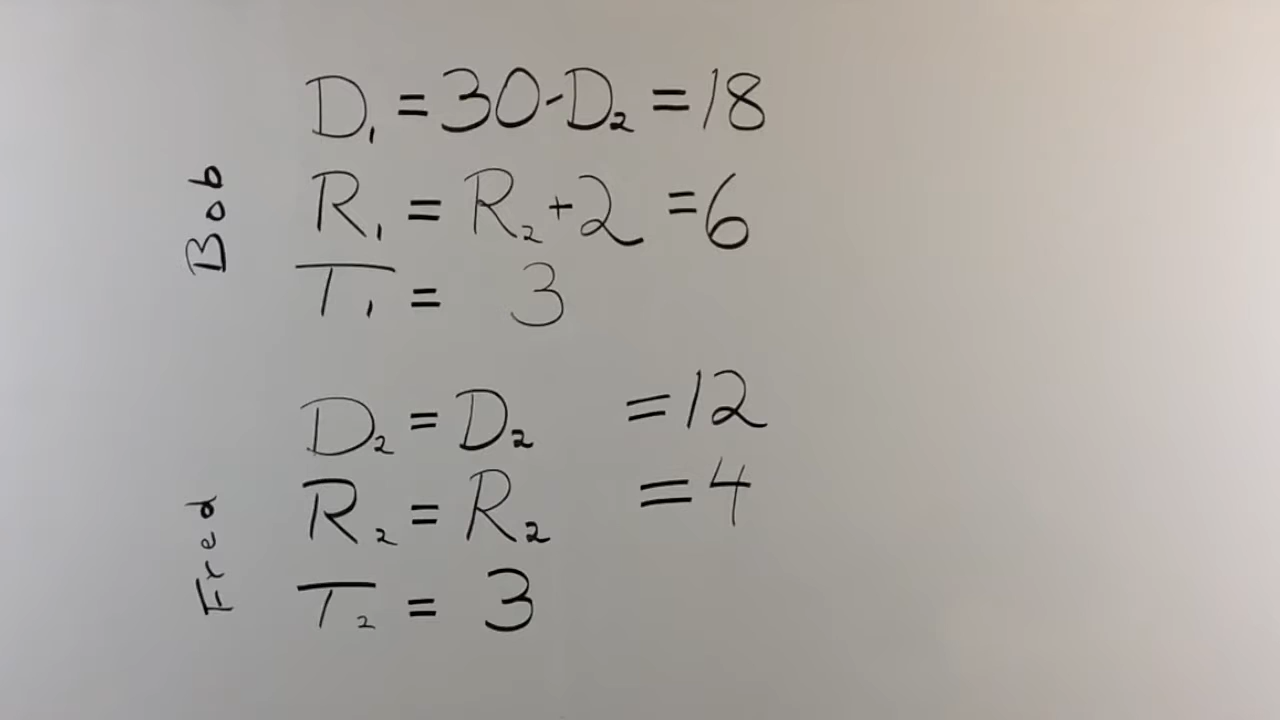 Bob
D₁ = 30-D₂ = 18
R₁ = R₂+2 = 6
T₁ = 3
Fred
D₂ = D₂ = 12
R₂ = R₂ = 4
T₂ = 3